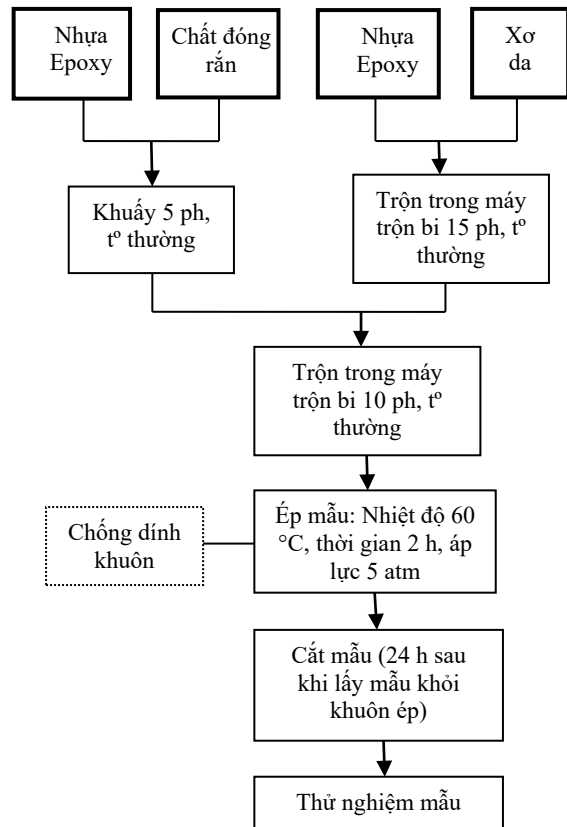 Nhựa
Epoxy
Chất đóng
rắn
Nhựa
Epoxy
Xơ
da
Khuấy 5 ph,
tº thường
Trộn trong máy
trộn bi 15 ph, tº
thường
Trộn trong máy
trộn bi 10 ph, tº
thường
Chống dính
khuôn
Ép mẫu: Nhiệt độ 60
°C, thời gian 2 h, áp
lực 5 atm
Cắt mẫu (24 h sau
khi lấy mẫu khỏi
khuôn ép)
Thử nghiệm mẫu